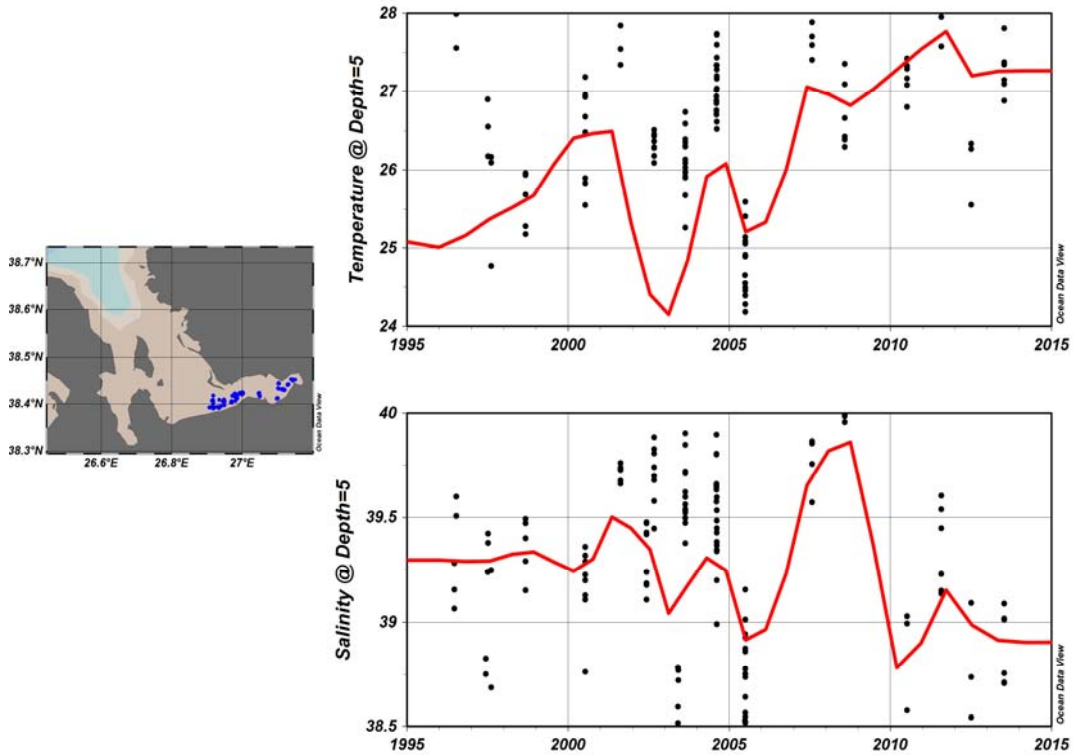 28
27
26
25
24
Temperature @ Depth=5
1995 2000 2005 2010 2015
Ocean Data View
38.7°N
38.6°N
38.5°N
38.4°N
38.3°N
26.6°E 26.8°E 27°E
Ocean Data View
40
39.5
39
38.5
Salinity @ Depth=5
1995 2000 2005 2010 2015
Ocean Data View